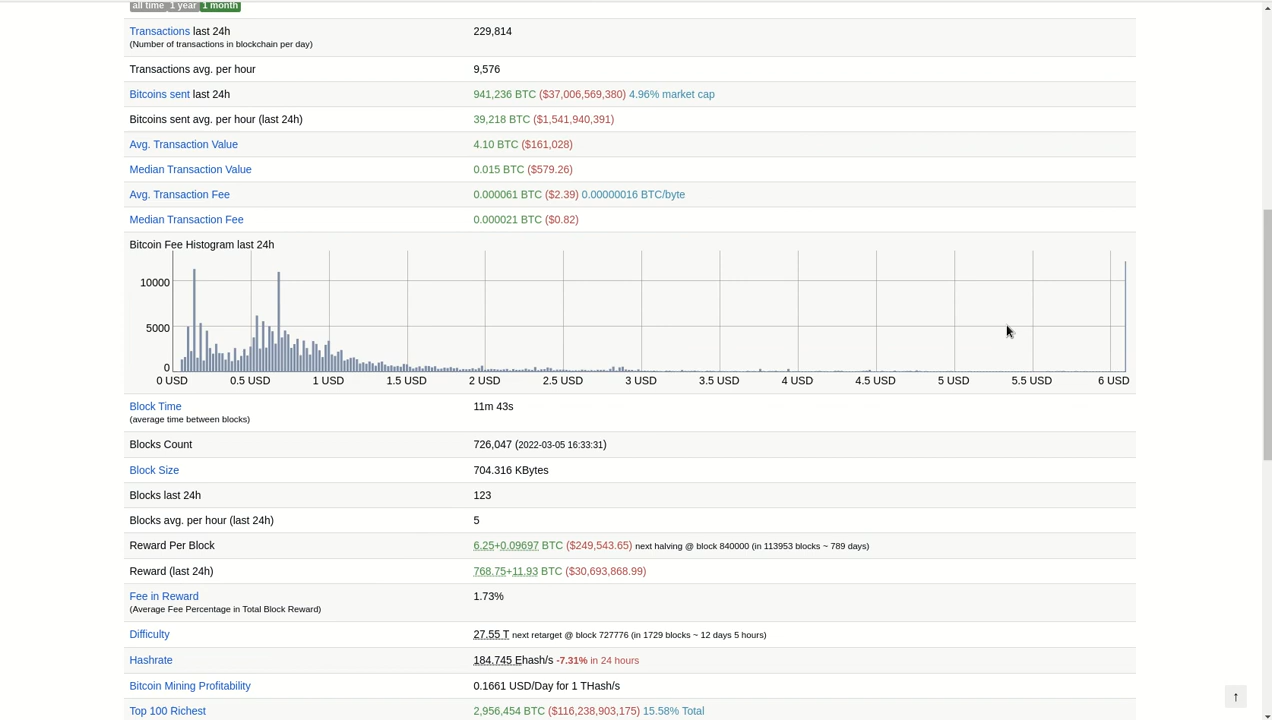 all time 1 year 1 month
Transactions last 24h 229,814
(Number of transactions in blockchain per day)
Transactions avg. per hour 9,576
Bitcoins sent last 24h 941,236 BTC ($37,006,569,380) 4.96% market cap
Bitcoins sent avg. per hour (last 24h) 39,218 BTC ($1,541,940,391)
Avg. Transaction Value 4.10 BTC ($161,028)
Median Transaction Value 0.015 BTC ($579.26)
Avg. Transaction Fee 0.000061 BTC ($2.39) 0.00000016 BTC/byte
Median Transaction Fee 0.000021 BTC ($0.82)
Bitcoin Fee Histogram last 24h
10000
5000
0
0 USD 0.5 USD 1 USD 1.5 USD 2 USD 2.5 USD 3 USD 3.5 USD 4 USD 4.5 USD 5 USD 5.5 USD 6 USD
Block Time 11m 43s
(average time between blocks)
Blocks Count 726,047 (2022-03-05 16:33:31)
Block Size 704.316 KBytes
Blocks last 24h 123
Blocks avg. per hour (last 24h) 5
Reward Per Block 6.25+0.09697 BTC ($249,543.65) next halving @ block 840000 (in 113953 blocks ~ 789 days)
Reward (last 24h) 768.75+11.93 BTC ($30,693,868.99)
Fee in Reward 1.73%
(Average Fee Percentage in Total Block Reward)
Difficulty 27.55 T next retarget @ block 727776 (in 1729 blocks ~ 12 days 5 hours)
Hashrate 184.745 Ehash/s -7.31% in 24 hours
Bitcoin Mining Profitability 0.1661 USD/Day for 1 THash/s
Top 100 Richest 2,956,454 BTC ($116,238,903,175) 15.58% Total
↑